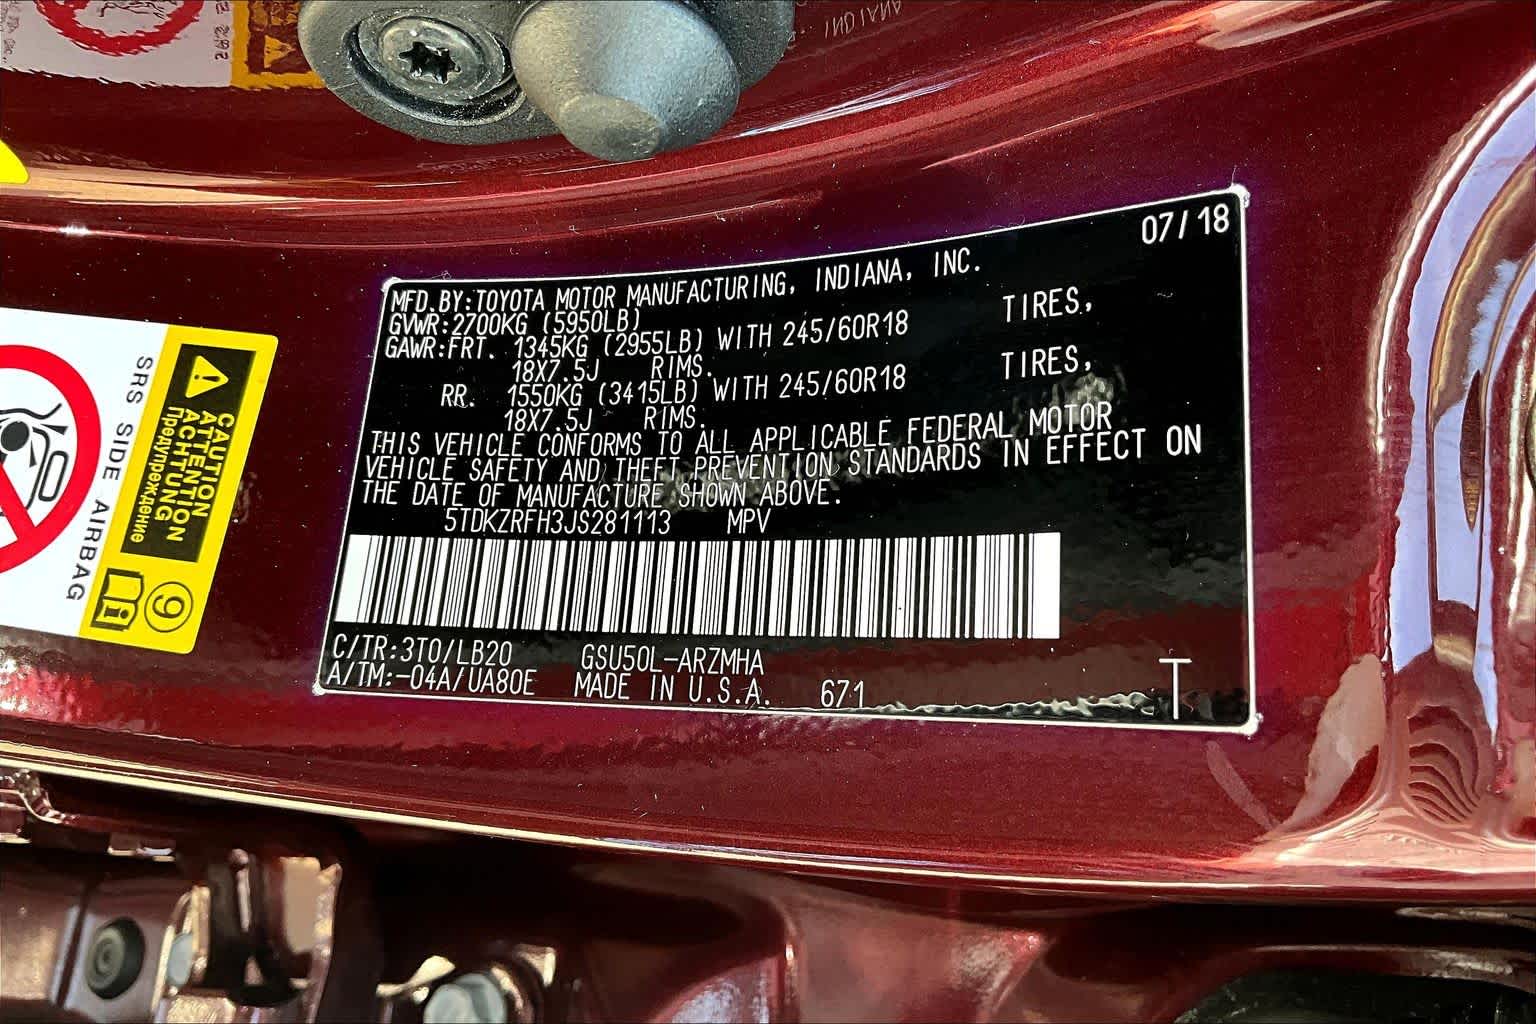 INDIANA
07/18
MFD. BY: TOYOTA MOTOR MANUFACTURING, INDIANA, INC.
GVWR:2700KG (5950LB)
GAWR:FRT. 1345KG (2955LB) WITH 245/60R18 TIRES,
18X7.5J RIMS.
RR. 1550KG (3415LB) WITH 245/60R18 TIRES,
18X7.5J RIMS.
THIS VEHICLE CONFORMS TO ALL APPLICABLE FEDERAL MOTOR
VEHICLE SAFETY AND THEFT PREVENTION STANDARDS IN EFFECT ON
THE DATE OF MANUFACTURE SHOWN ABOVE.
5TDKZRFH3JS281113 MPV
C/TR:3T0/LB20 GSU50L-ARZMHA
A/TM:-04A/UA80E MADE IN U.S.A. 671
T
SRS SIDE AIRBAG
CAUTION
ATTENTION
ACHTUNG
Предупреждение
9